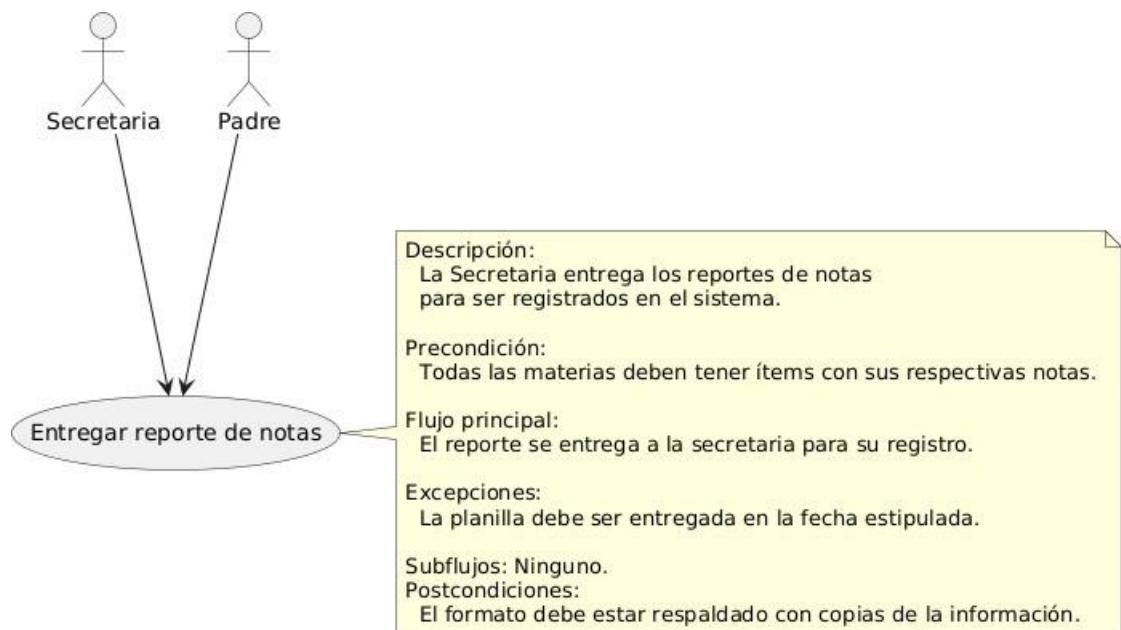 Secretaria
Padre
Entregar reporte de notas
Descripción:
La Secretaria entrega los reportes de notas
para ser registrados en el sistema.
Precondición:
Todas las materias deben tener ítems con sus respectivas notas.
Flujo principal:
El reporte se entrega a la secretaria para su registro.
Excepciones:
La planilla debe ser entregada en la fecha estipulada.
Subflujos: Ninguno.
Postcondiciones:
El formato debe estar respaldado con copias de la información.